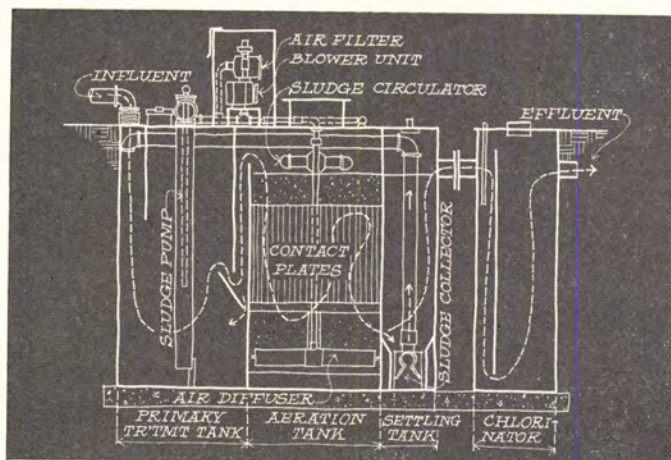 AIR FILTER
BLOWER UNIT
SLUDGE CIRCULATOR
INFLUENT
EFFLUENT
SLUDGE PUMP
CONTACT
PLATES
SLUDGE COLLECTOR
AIR DIFFUSER
PRIMARY
TR'TMT TANK
AERATION
TANK
SETTLING
TANK
CHLORI-
NATOR